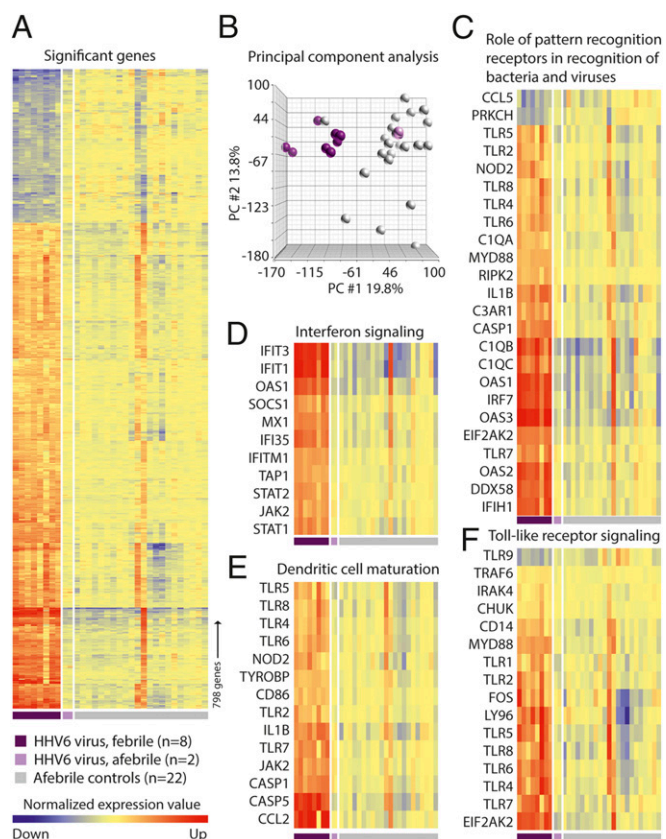 A
Significant genes
798 genes
HHV6 virus, febrile (n=8)
HHV6 virus, afebrile (n=2)
Afebrile controls (n=22)
Normalized expression value
Down
Up
B
Principal component analysis
100
44
-67
-123
-180
PC #2 13.8%
-170
-115
-61
46
100
PC #1 19.8%
C
Role of pattern recognition
receptors in recognition of
bacteria and viruses
CCL5
PRKCH
TLR5
TLR2
NOD2
TLR8
TLR4
TLR6
C1QA
MYD88
RIPK2
IL1B
C3AR1
CASP1
C1QB
C1QC
OAS1
IRF7
OAS3
EIF2AK2
TLR7
OAS2
DDX58
IFIH1
D
Interferon signaling
IFIT3
IFIT1
OAS1
SOCS1
MX1
IFI35
IFITM1
TAP1
STAT2
JAK2
STAT1
E
Dendritic cell maturation
TLR5
TLR8
TLR4
TLR6
NOD2
TYROBP
CD86
TLR2
IL1B
TLR7
JAK2
CASP1
CASP5
CCL2
F
Toll-like receptor signaling
TLR9
TRAF6
IRAK4
CHUK
CD14
MYD88
TLR1
TLR2
FOS
LY96
TLR5
TLR8
TLR6
TLR4
TLR7
EIF2AK2